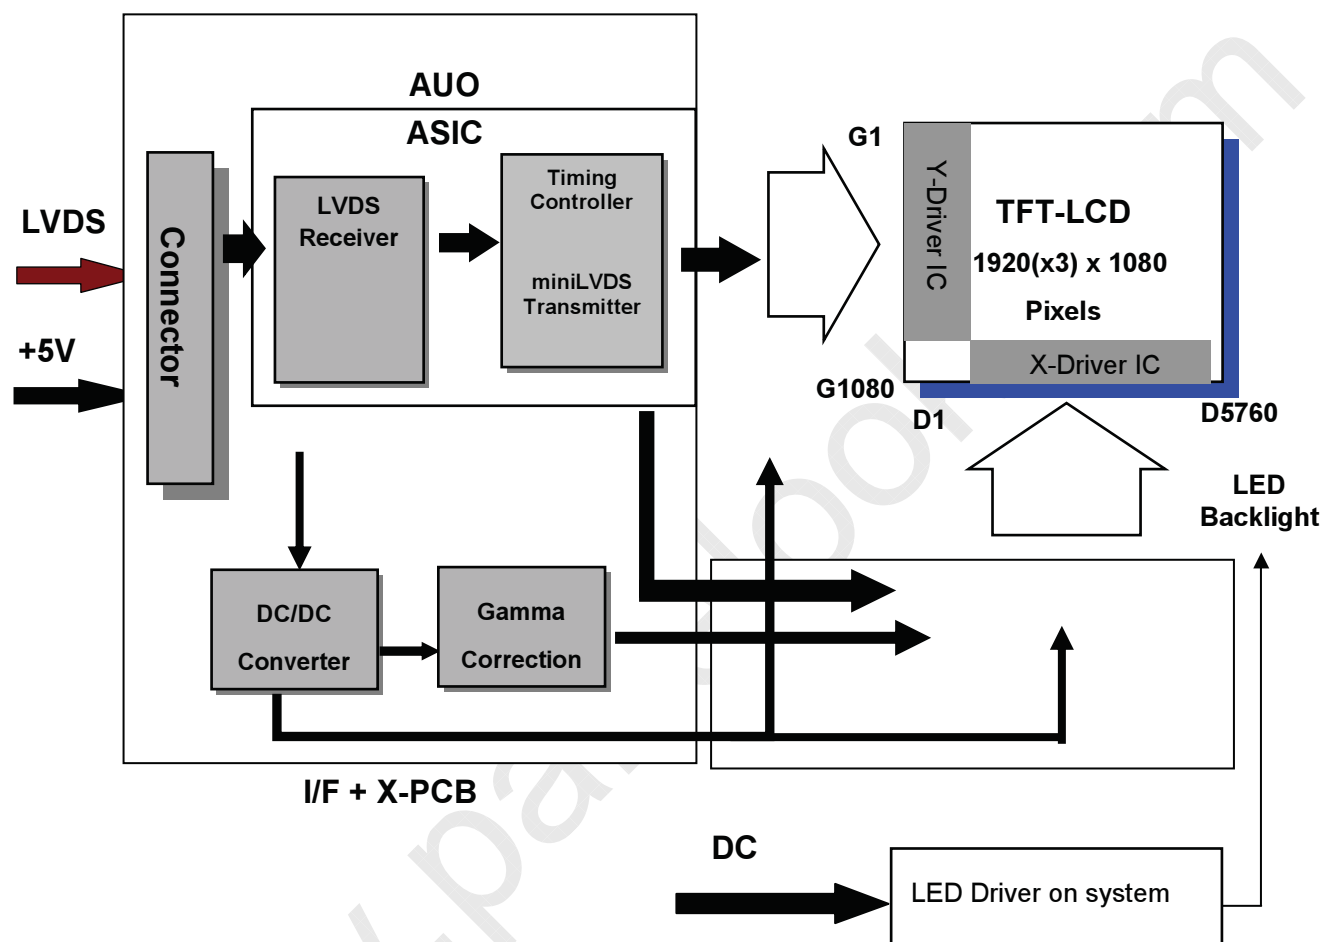 AUO
ASIC
LVDS
+5V
Connector
LVDS
Receiver
Timing
Controller
miniLVDS
Transmitter
G1
Y-Driver IC
TFT-LCD
1920(x3) x 1080
Pixels
X-Driver IC
G1080
D1
D5760
LED
Backlight
DC/DC
Converter
Gamma
Correction
I/F + X-PCB
DC
LED Driver on system